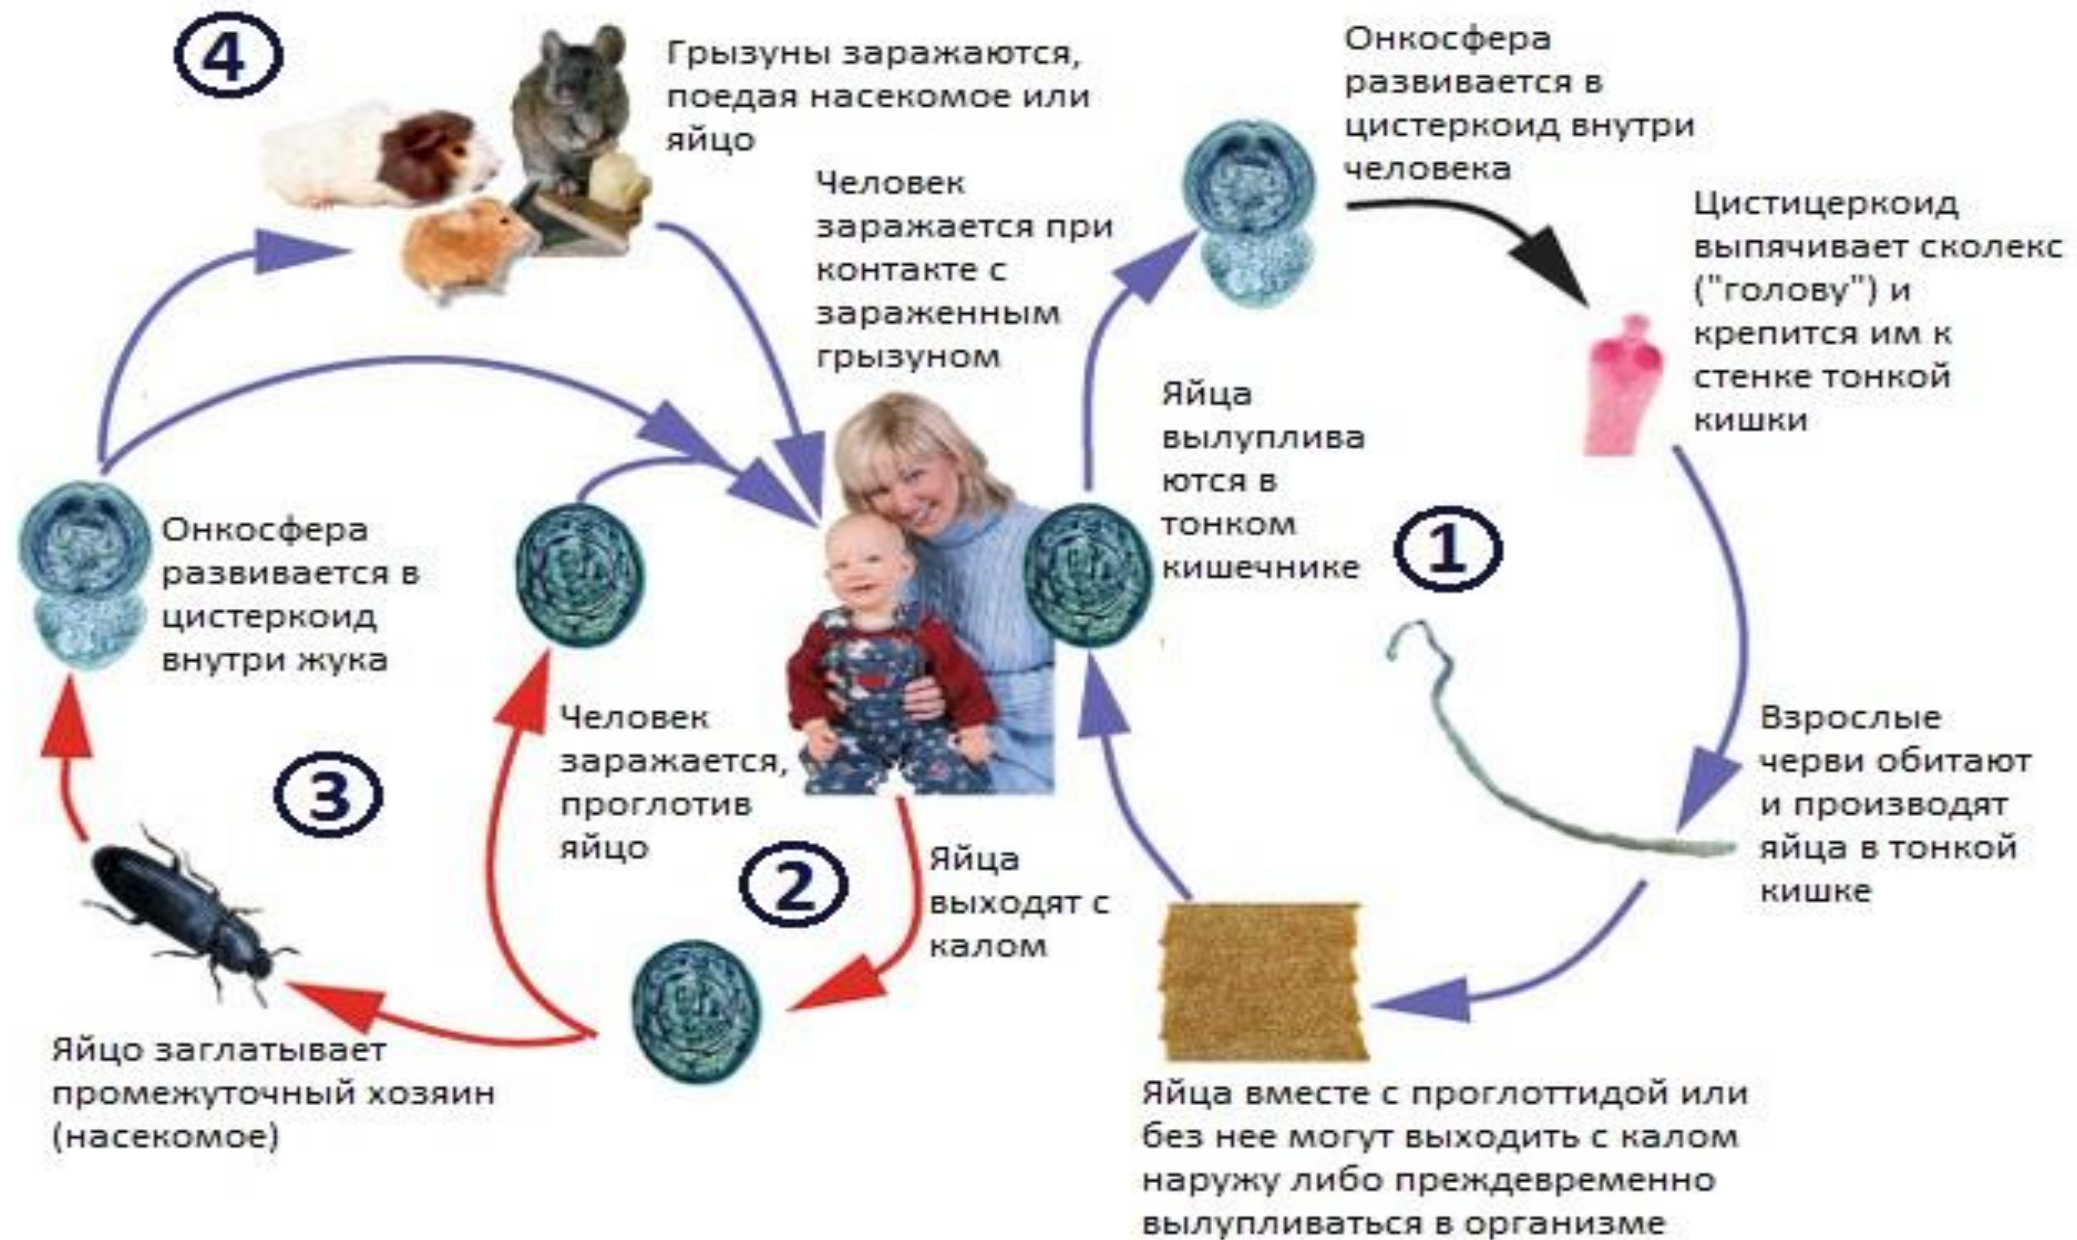 4
Грызуны заражаются,
поедая насекомое или
яйцо
Человек
заражается при
контакте с
зараженным
грызуном
Онкосфера
развивается в
цистеркоид внутри
человека
Цистицеркоид
выпячивает сколекс
("голову") и
крепится им к
стенке тонкой
кишки
Яйца
вылуплива
ются в
тонком
кишечнике
1
Онкосфера
развивается в
цистеркоид
внутри жука
3
Человек
заражается,
проглотив
яйцо
2
Яйца
выходят с
калом
Взрослые
черви обитают
и производят
яйца в тонкой
кишке
Яйцо заглатывает
промежуточный хозяин
(насекомое)
Яйца вместе с проглоттидой или
без нее могут выходить с калом
наружу либо преждевременно
вылупливаться в организме